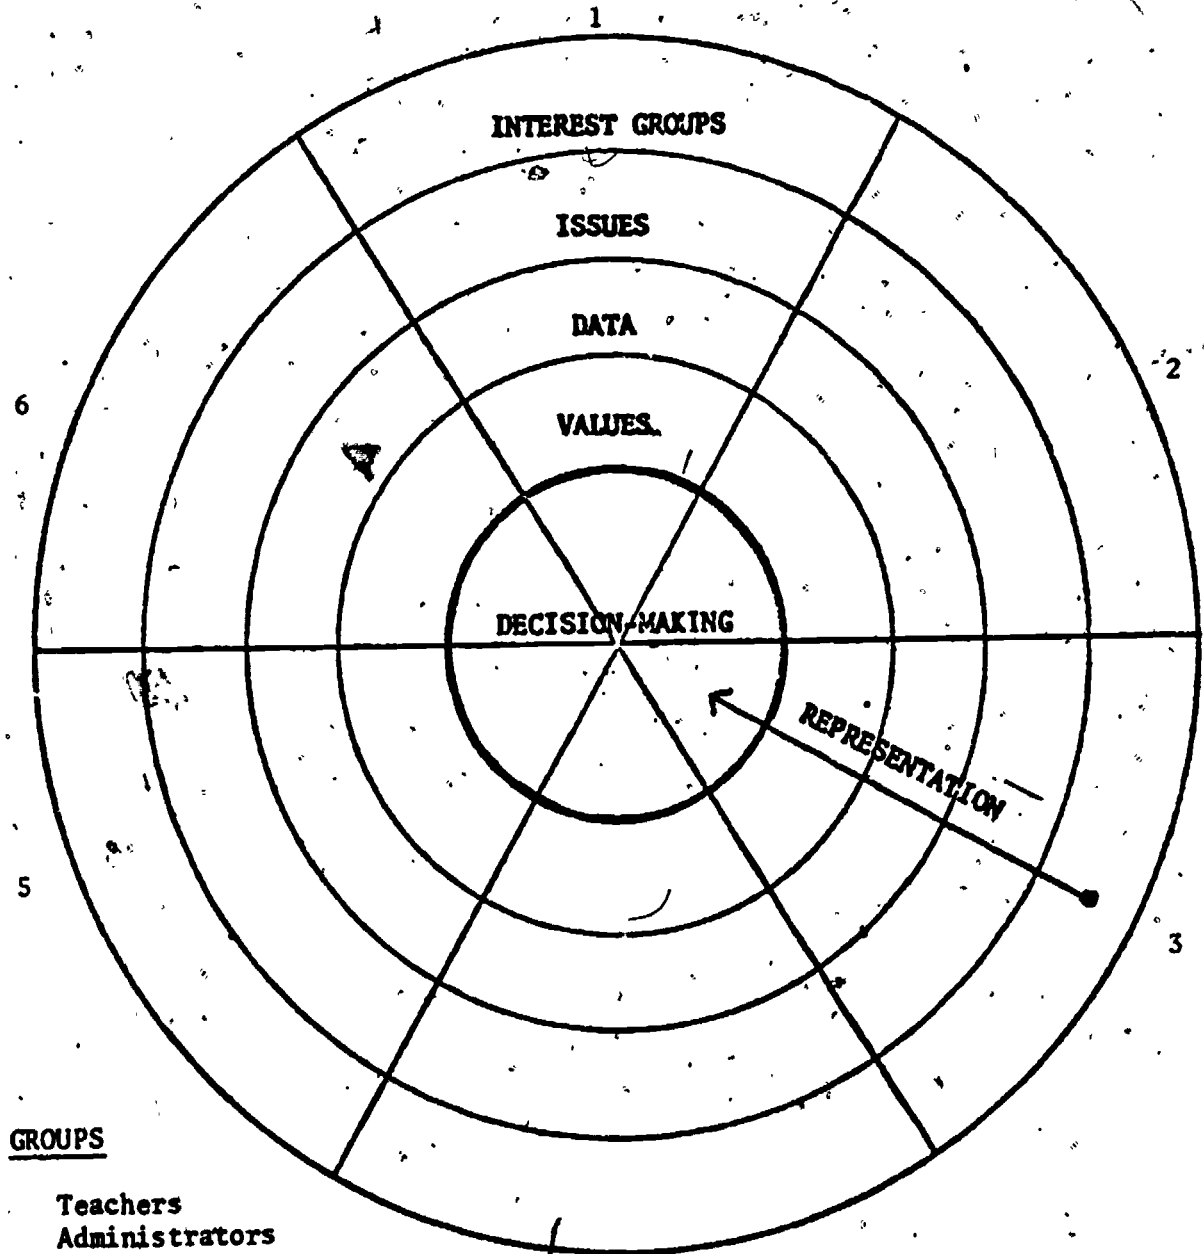 1
INTEREST GROUPS
ISSUES
DATA
2
6
VALUES
DECISION-MAKING
REPRESENTATION
5
3
GROUPS
Teachers
Administrators